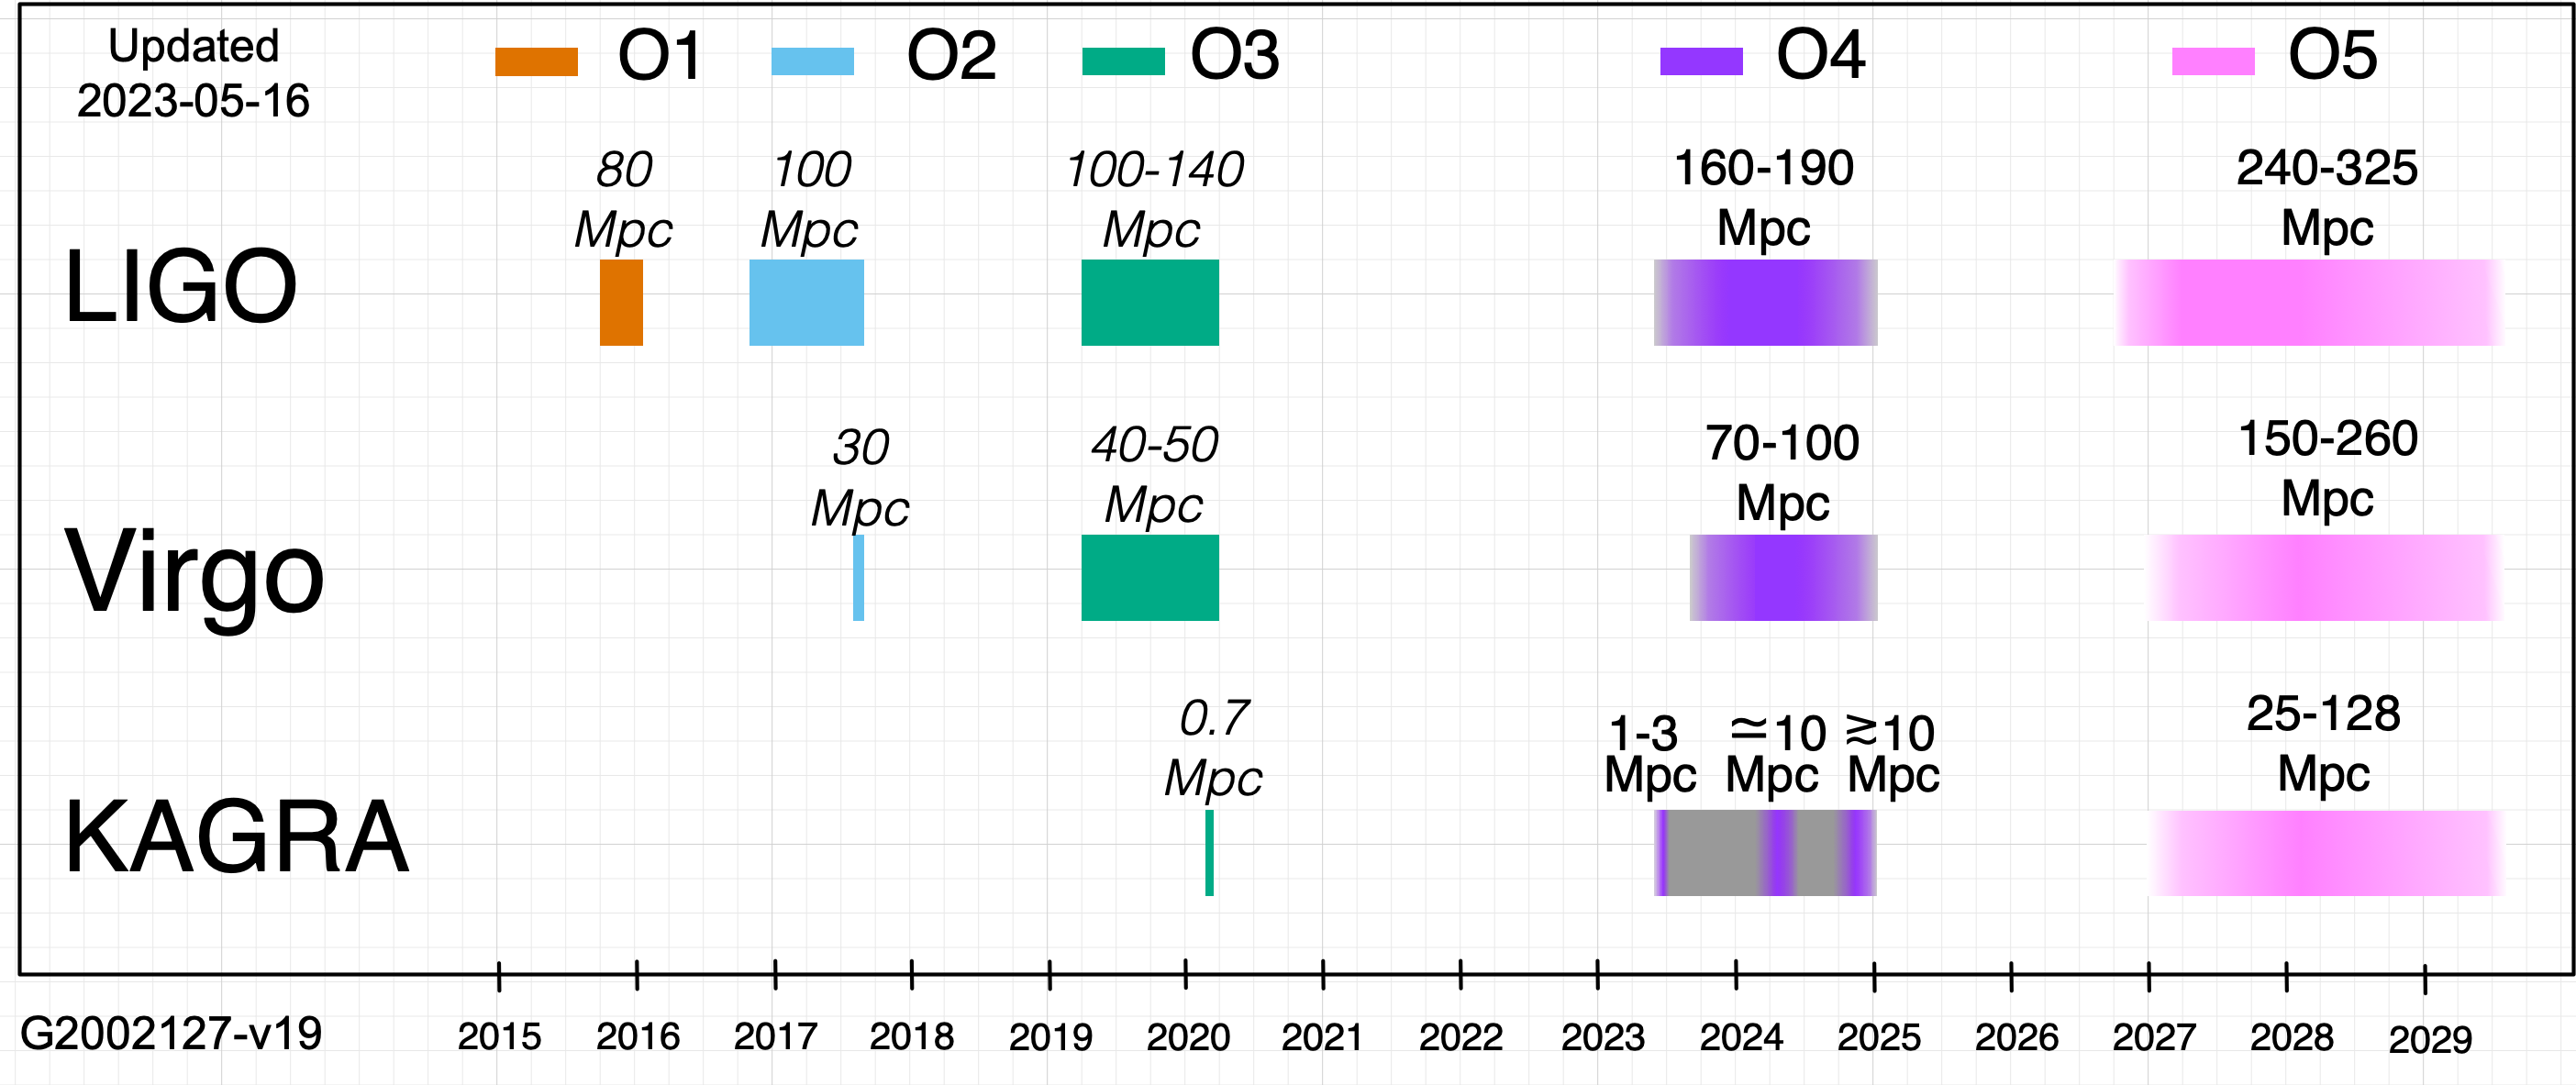 Updated
2023-05-16
O1 O2 O3 O4 O5
80 100 100-140 160-190 240-325
Mpc Mpc Mpc Mpc Mpc
LIGO
30 40-50 70-100 150-260
Mpc Mpc Mpc Mpc
Virgo
0.7 1-3 ≃10 ≳10 25-128
Mpc Mpc Mpc Mpc Mpc
KAGRA
G2002127-v19 2015 2016 2017 2018 2019 2020 2021 2022 2023 2024 2025 2026 2027 2028 2029